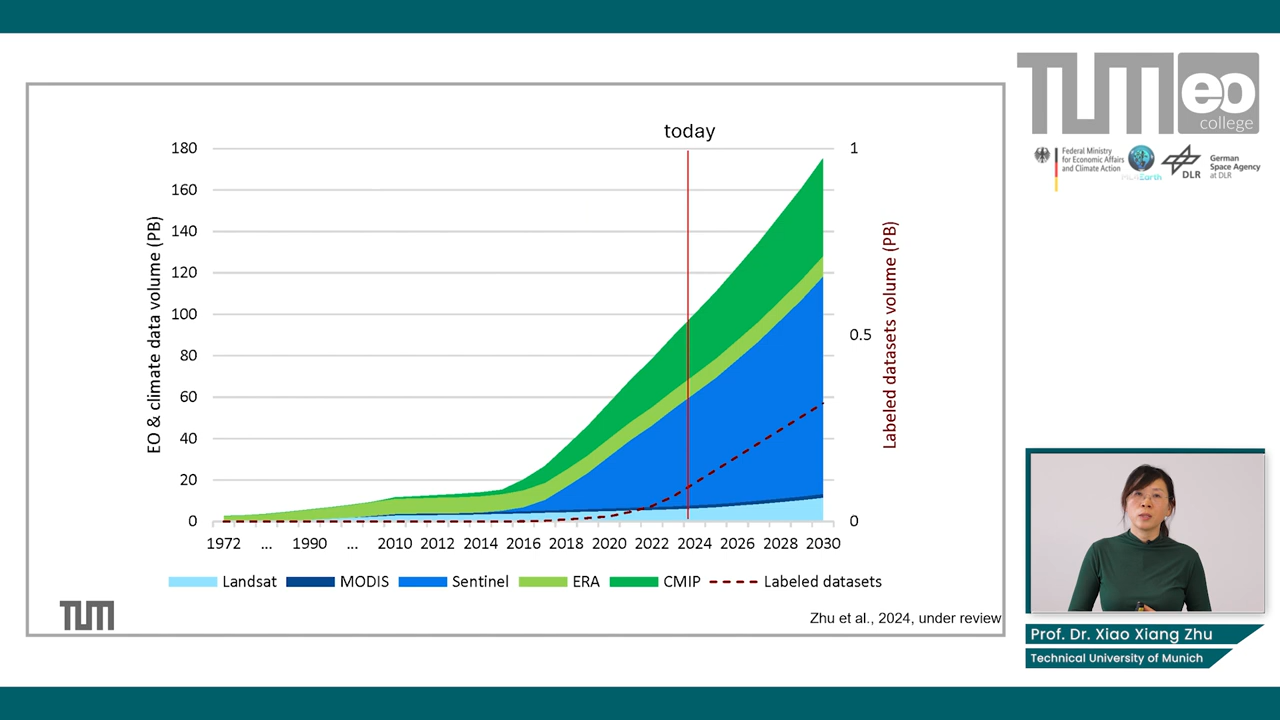 TUM eo
college
Federal Ministry
for Economic Affairs
and Climate Action
ML4Earth
DLR
German
Space Agency
at DLR
today
EO & climate data volume (PB)
180
160
140
120
100
80
60
40
20
0
1
0.5
0
Labeled datasets volume (PB)
1972 ... 1990 ... 2010 2012 2014 2016 2018 2020 2022 2024 2026 2028 2030
Landsat MODIS Sentinel ERA CMIP Labeled datasets
TUM
Zhu et al., 2024, under review
Prof. Dr. Xiao Xiang Zhu
Technical University of Munich